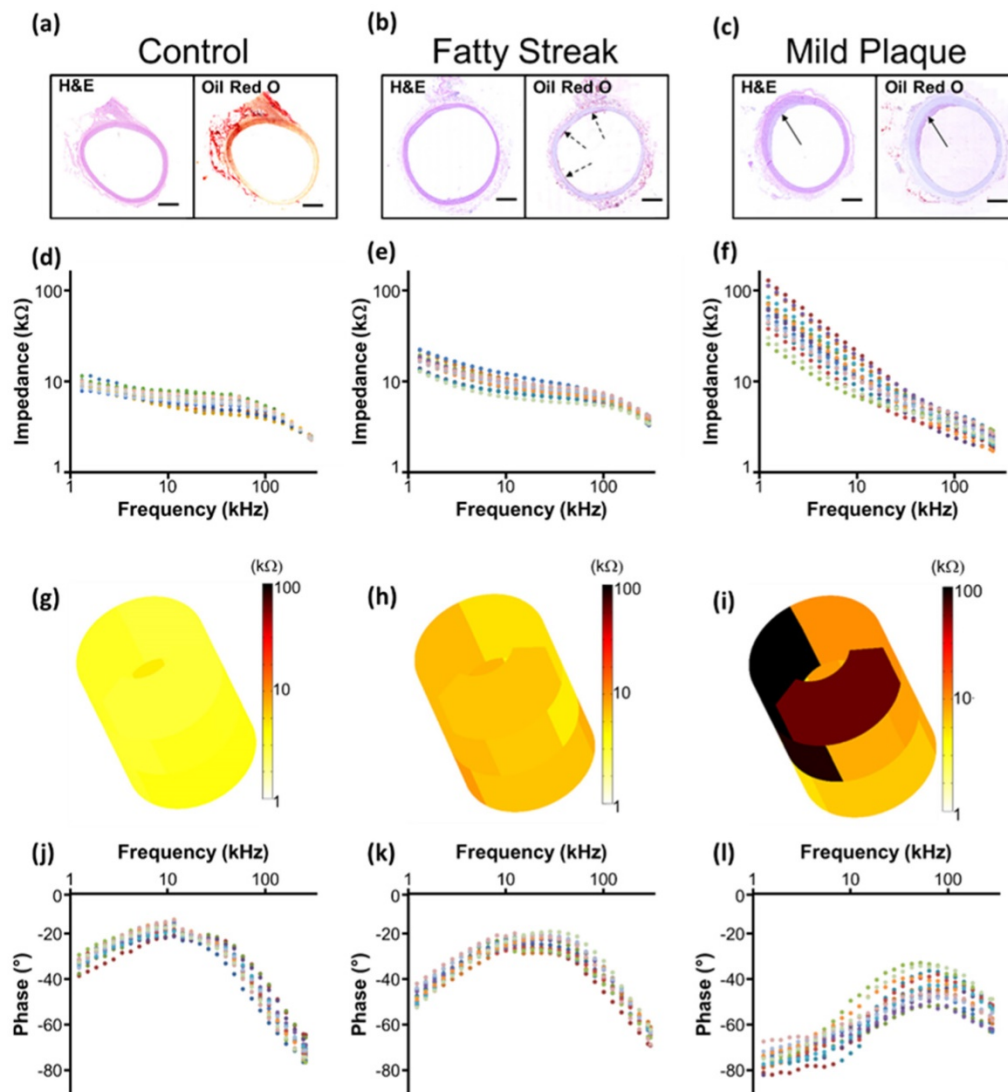 (a)
Control
H&E
Oil Red O
(b)
Fatty Streak
H&E
Oil Red O
(c)
Mild Plaque
H&E
Oil Red O
(d)
Impedance (kΩ)
100
10
1
1
10
100
Frequency (kHz)
(e)
Impedance (kΩ)
100
10
1
1
10
100
Frequency (kHz)
(f)
Impedance (kΩ)
100
10
1
1
10
100
Frequency (kHz)
(g)
(kΩ)
100
10
1
(h)
(kΩ)
100
10
1
(i)
(kΩ)
100
10
1
(j)
Frequency (kHz)
1
10
100
0
-20
-40
-60
-80
Phase (°)
(k)
Frequency (kHz)
1
10
100
0
-20
-40
-60
-80
Phase (°)
(l)
Frequency (kHz)
1
10
100
0
-20
-40
-60
-80
Phase (°)